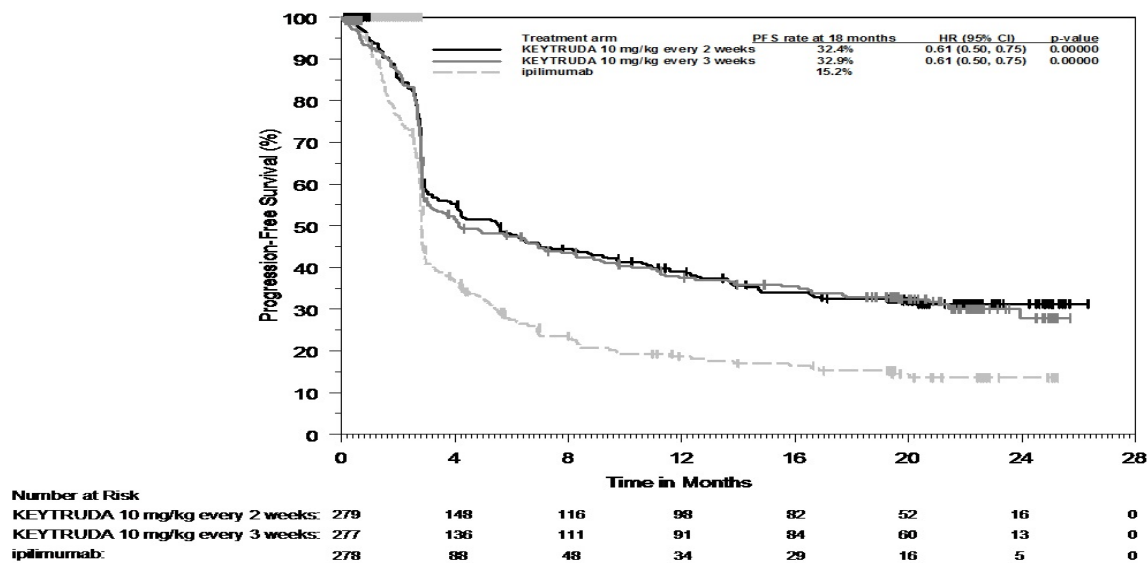 Treatment arm PFS rate at 18 months HR (95% CI) p-value
KEYTRUDA 10 mg/kg every 2 weeks 32.4% 0.61 (0.50, 0.75) 0.00000
KEYTRUDA 10 mg/kg every 3 weeks 32.9% 0.61 (0.50, 0.75) 0.00000
ipilimumab 15.2%
Progression-Free Survival (%)
100
90
80
70
60
50
40
30
20
10
0
0 4 8 12 16 20 24 28
Time in Months
Number at Risk
KEYTRUDA 10 mg/kg every 2 weeks: 279 148 116 98 82 52 16 0
KEYTRUDA 10 mg/kg every 3 weeks: 277 136 111 91 84 60 13 0
ipilimumab: 278 88 48 34 29 16 5 0